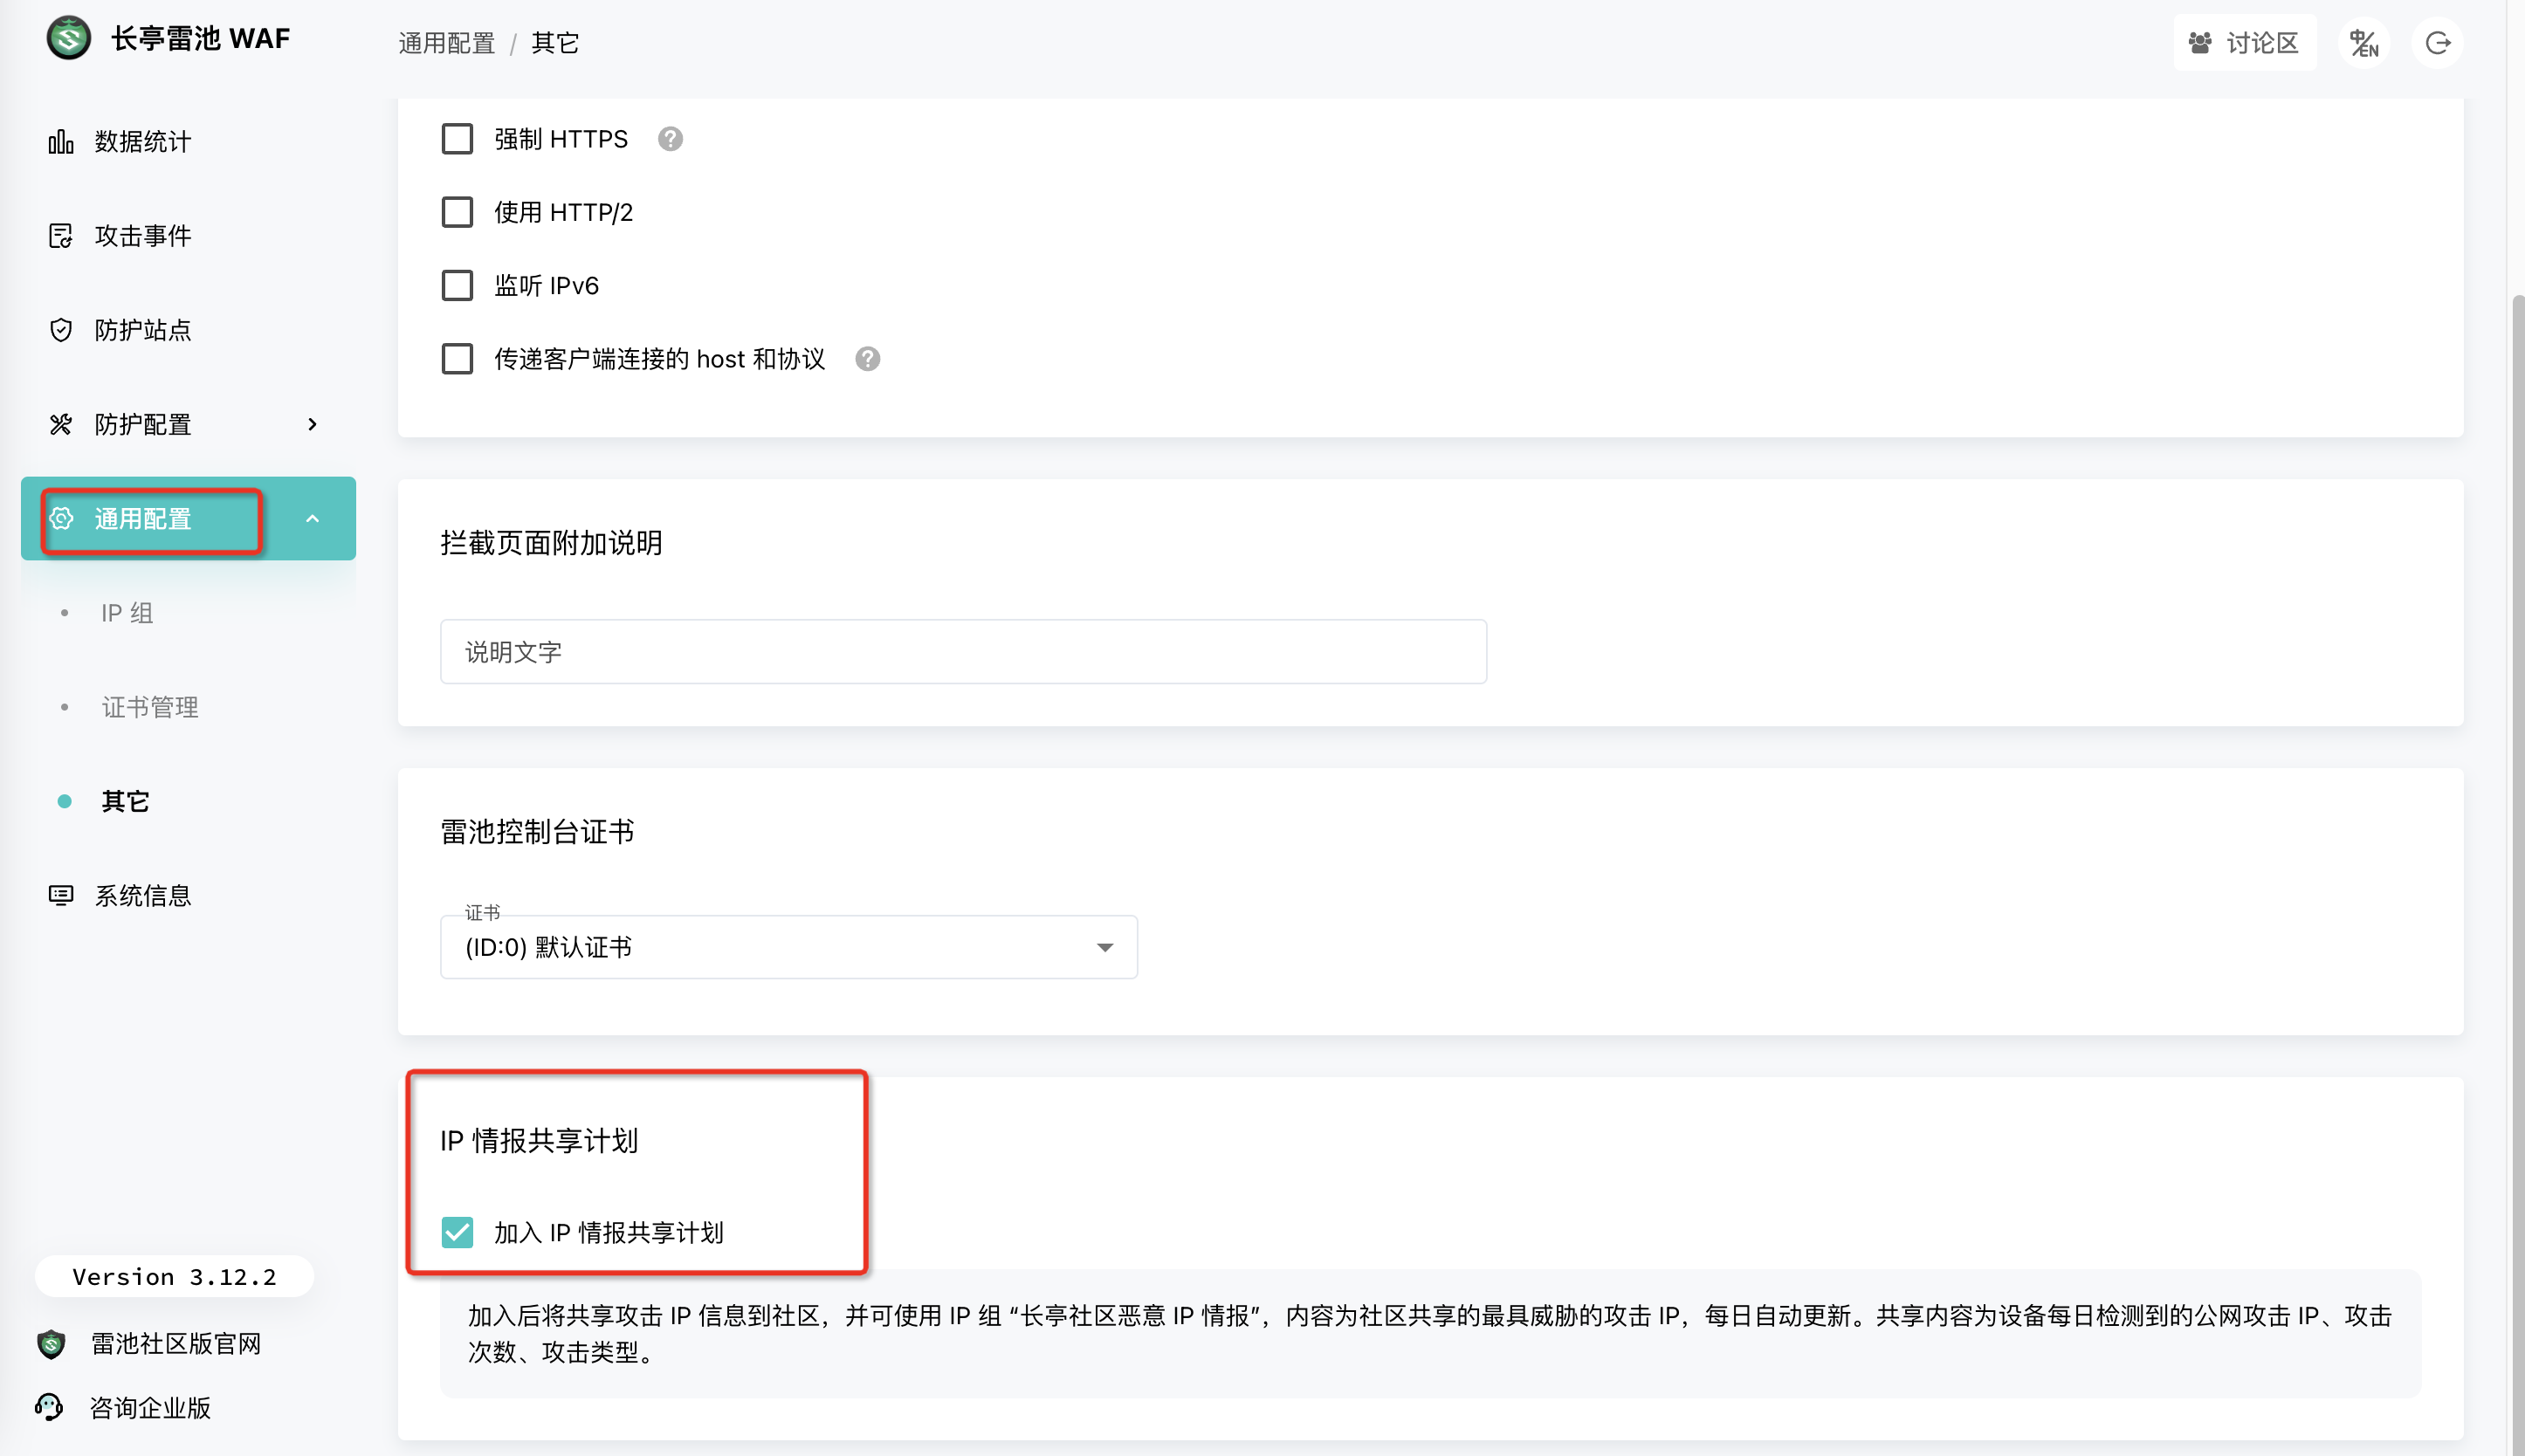 长亭雷池 WAF
通用配置 / 其它
讨论区
中/EN
数据统计
攻击事件
防护站点
防护配置
通用配置
IP 组
证书管理
其它
系统信息
Version 3.12.2
雷池社区版官网
咨询企业版
强制 HTTPS
使用 HTTP/2
监听 IPv6
传递客户端连接的 host 和协议
拦截页面附加说明
说明文字
雷池控制台证书
证书
(ID:0) 默认证书
IP 情报共享计划
加入 IP 情报共享计划
加入后将共享攻击 IP 信息到社区，并可使用 IP 组 “长亭社区恶意 IP 情报”，内容为社区共享的最具威胁的攻击 IP，每日自动更新。共享内容为设备每日检测到的公网攻击 IP、攻击
次数、攻击类型。